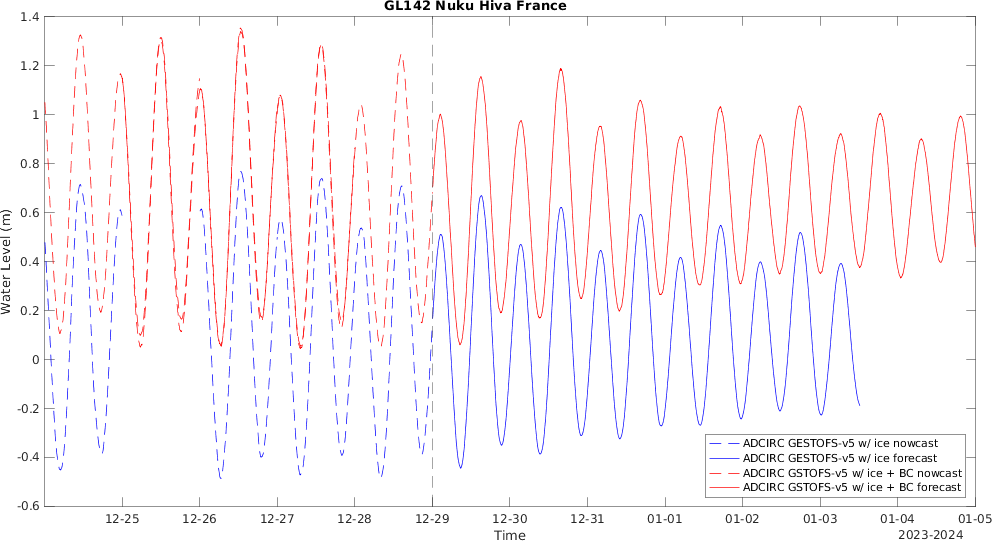 GL142 Nuku Hiva France
1.4
1.2
1
0.8
0.6
0.4
0.2
0
-0.2
-0.4
-0.6
Water Level (m)
12-25 12-26 12-27 12-28 12-29 12-30 12-31 01-01 01-02 01-03 01-04 01-05
Time
2023-2024
ADCIRC GESTOFS-v5 w/ ice nowcast
ADCIRC GESTOFS-v5 w/ ice forecast
ADCIRC GSTOFS-v5 w/ ice + BC nowcast
ADCIRC GSTOFS-v5 w/ ice + BC forecast